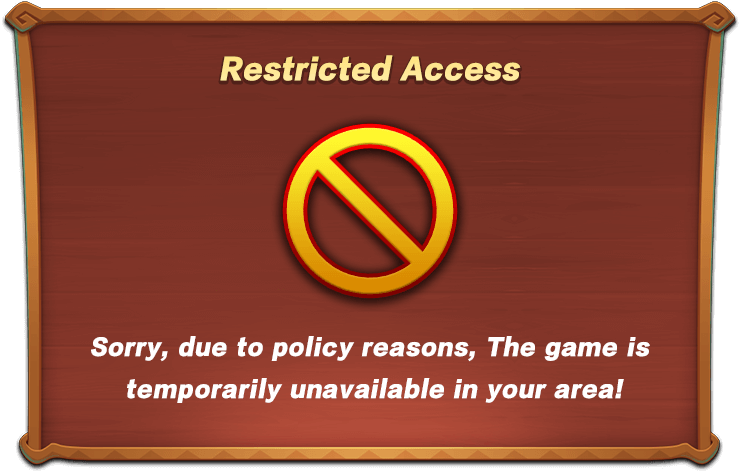 Restricted Access
Sorry, due to policy reasons, The game is
temporarily unavailable in your area!